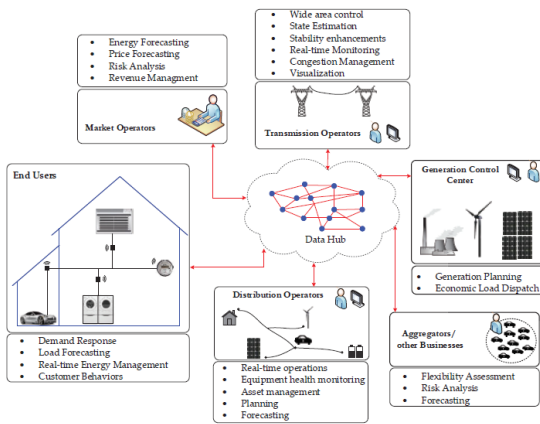 • Energy Forecasting
• Price Forecasting
• Risk Analysis
• Revenue Managment
Market Operators
• Wide area control
• State Estimation
• Stability enhancements
• Real-time Monitoring
• Congestion Management
• Visualization
Transmission Operators
End Users
• Demand Response
• Load Forecasting
• Real-time Energy Management
• Customer Behaviors
Data Hub
Generation Control
Center
• Generation Planning
• Economic Load Dispatch
Distribution Operators
• Real-time operations
• Equipment health monitoring
• Asset management
• Planning
• Forecasting
Aggregators/
other Businesses
• Flexibility Assessment
• Risk Analysis
• Forecasting